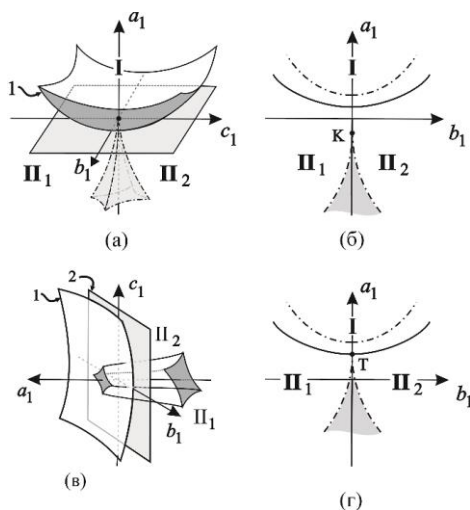 a₁
I
1
c₁
b₁
II₁
II₂
(а)
a₁
I
b₁
К
II₁
II₂
(б)
2
1
c₁
II₂
a₁
b₁
II₁
(в)
a₁
I
Т
II₁
II₂
b₁
(г)